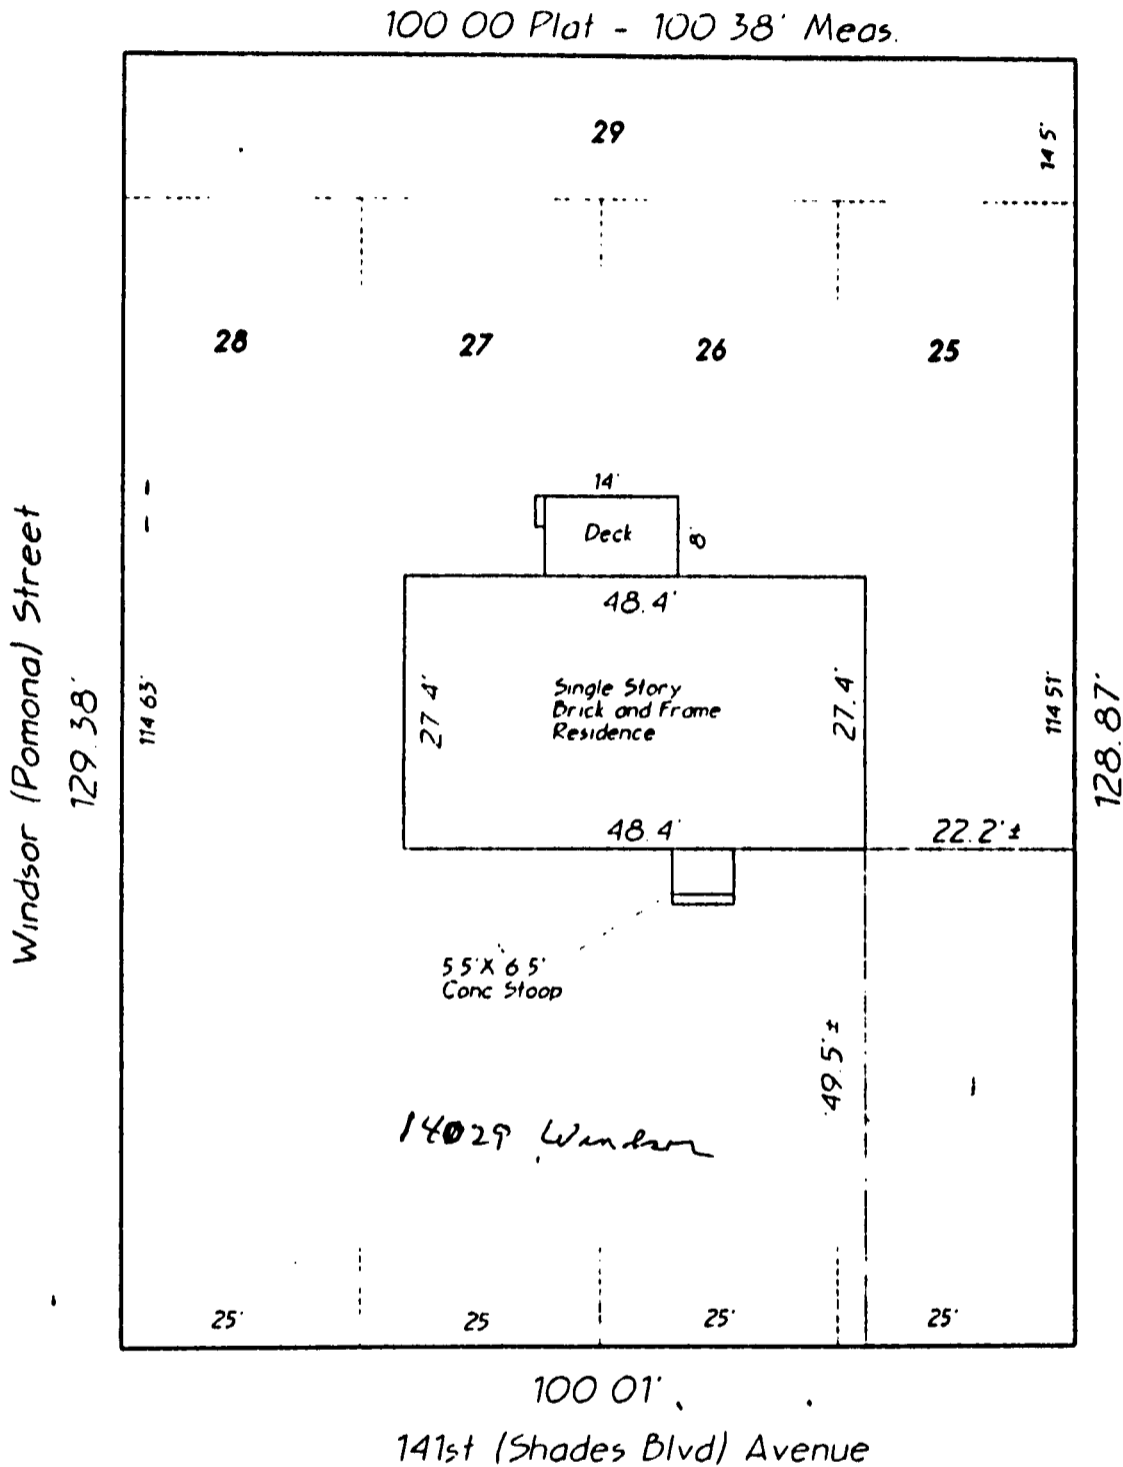 100 00 Plat - 100 38' Meas.
29
14 5'
28
27
26
25
14'
Deck
8'
48.4'
27 4'
Single Story
Brick and Frame
Residence
27.4'
48.4'
22.2'±
Windsor (Pomona) Street
129.38'
114 63'
114 51'
128.87'
5 5' X 6 5'
Conc Stoop
49.5'±
14029 Windsor
25'
25
25'
25'
100 01'
141st (Shades Blvd) Avenue